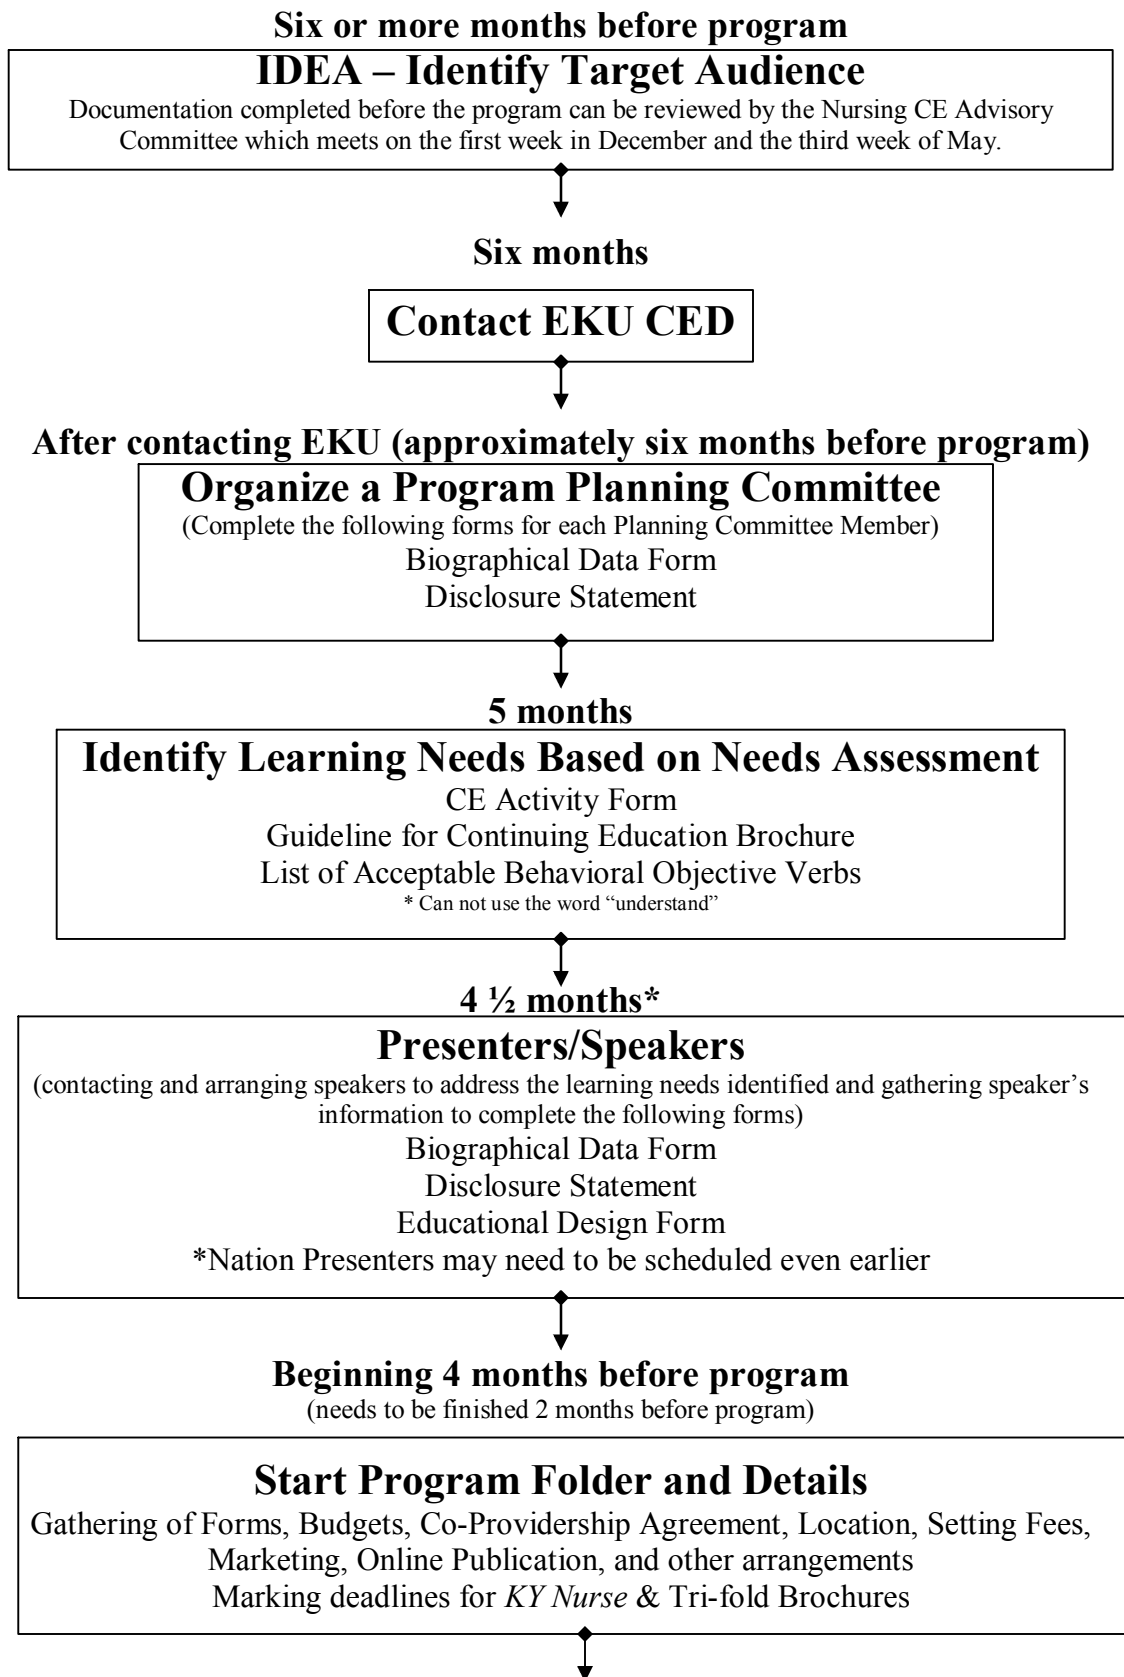 Six or more months before program
IDEA – Identify Target Audience
Documentation completed before the program can be reviewed by the Nursing CE Advisory
Committee which meets on the first week in December and the third week of May.
Six months
Contact EKU CED
After contacting EKU (approximately six months before program)
Organize a Program Planning Committee
(Complete the following forms for each Planning Committee Member)
Biographical Data Form
Disclosure Statement
5 months
Identify Learning Needs Based on Needs Assessment
CE Activity Form
Guideline for Continuing Education Brochure
List of Acceptable Behavioral Objective Verbs
* Can not use the word “understand”
4 ½ months*
Presenters/Speakers
(contacting and arranging speakers to address the learning needs identified and gathering speaker’s
information to complete the following forms)
Biographical Data Form
Disclosure Statement
Educational Design Form
*Nation Presenters may need to be scheduled even earlier
Beginning 4 months before program
(needs to be finished 2 months before program)
Start Program Folder and Details
Gathering of Forms, Budgets, Co-Providership Agreement, Location, Setting Fees,
Marketing, Online Publication, and other arrangements
Marking deadlines for KY Nurse & Tri-fold Brochures